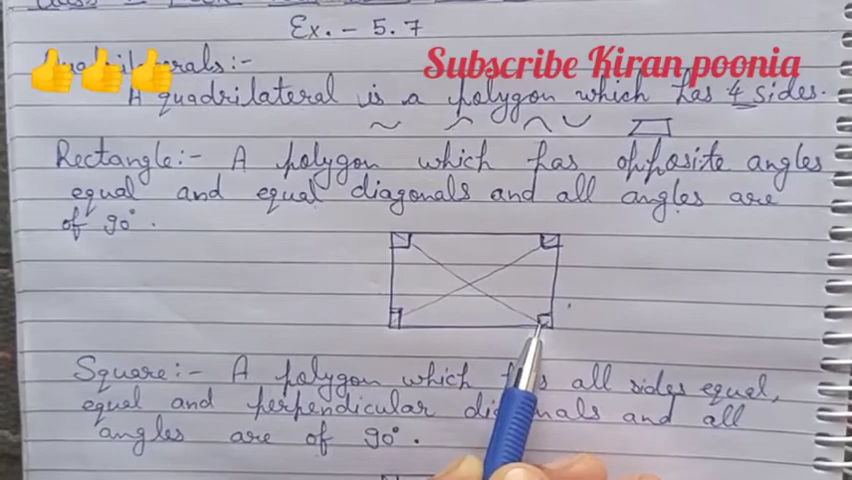 Ex. - 5.7
Subscribe Kiran poonia
A quadrilateral is a polygon which has 4 sides.
Rectangle:- A polygon which has opposite angles
equal and equal diagonals and all angles are
of 90°.
Square:- A polygon which has all sides equal,
equal and perpendicular diagonals and all
angles are of 90°.